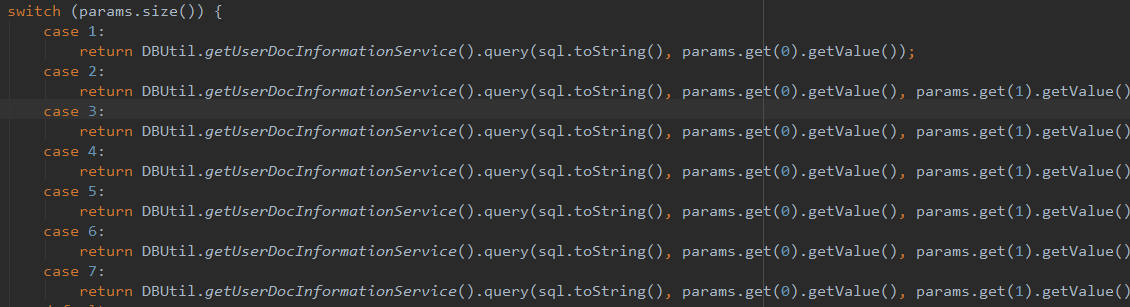 switch (params.size()) {
case 1:
return DBUtil.getUserDocInformationService().query(sql.toString(), params.get(0).getValue());
case 2:
return DBUtil.getUserDocInformationService().query(sql.toString(), params.get(0).getValue(), params.get(1).getValue()
case 3:
return DBUtil.getUserDocInformationService().query(sql.toString(), params.get(0).getValue(), params.get(1).getValue()
case 4:
return DBUtil.getUserDocInformationService().query(sql.toString(), params.get(0).getValue(), params.get(1).getValue()
case 5:
return DBUtil.getUserDocInformationService().query(sql.toString(), params.get(0).getValue(), params.get(1).getValue()
case 6:
return DBUtil.getUserDocInformationService().query(sql.toString(), params.get(0).getValue(), params.get(1).getValue()
case 7:
return DBUtil.getUserDocInformationService().query(sql.toString(), params.get(0).getValue(), params.get(1).getValue()